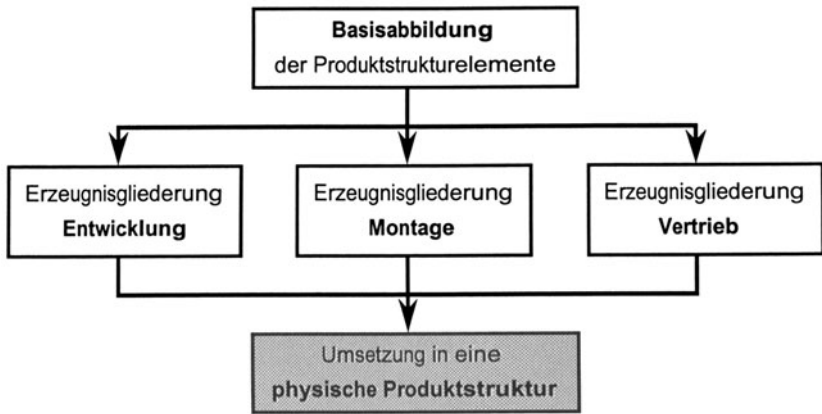 Basisabbildung
der Produktstrukturelemente
Erzeugnisgliederung
Entwicklung
Erzeugnisgliederung
Montage
Erzeugnisgliederung
Vertrieb
Umsetzung in eine
physische Produktstruktur